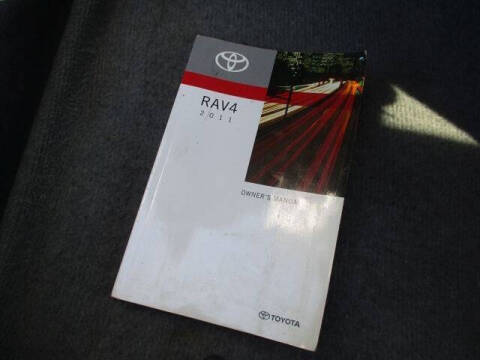 RAV4
2011
OWNER'S MANUAL
TOYOTA